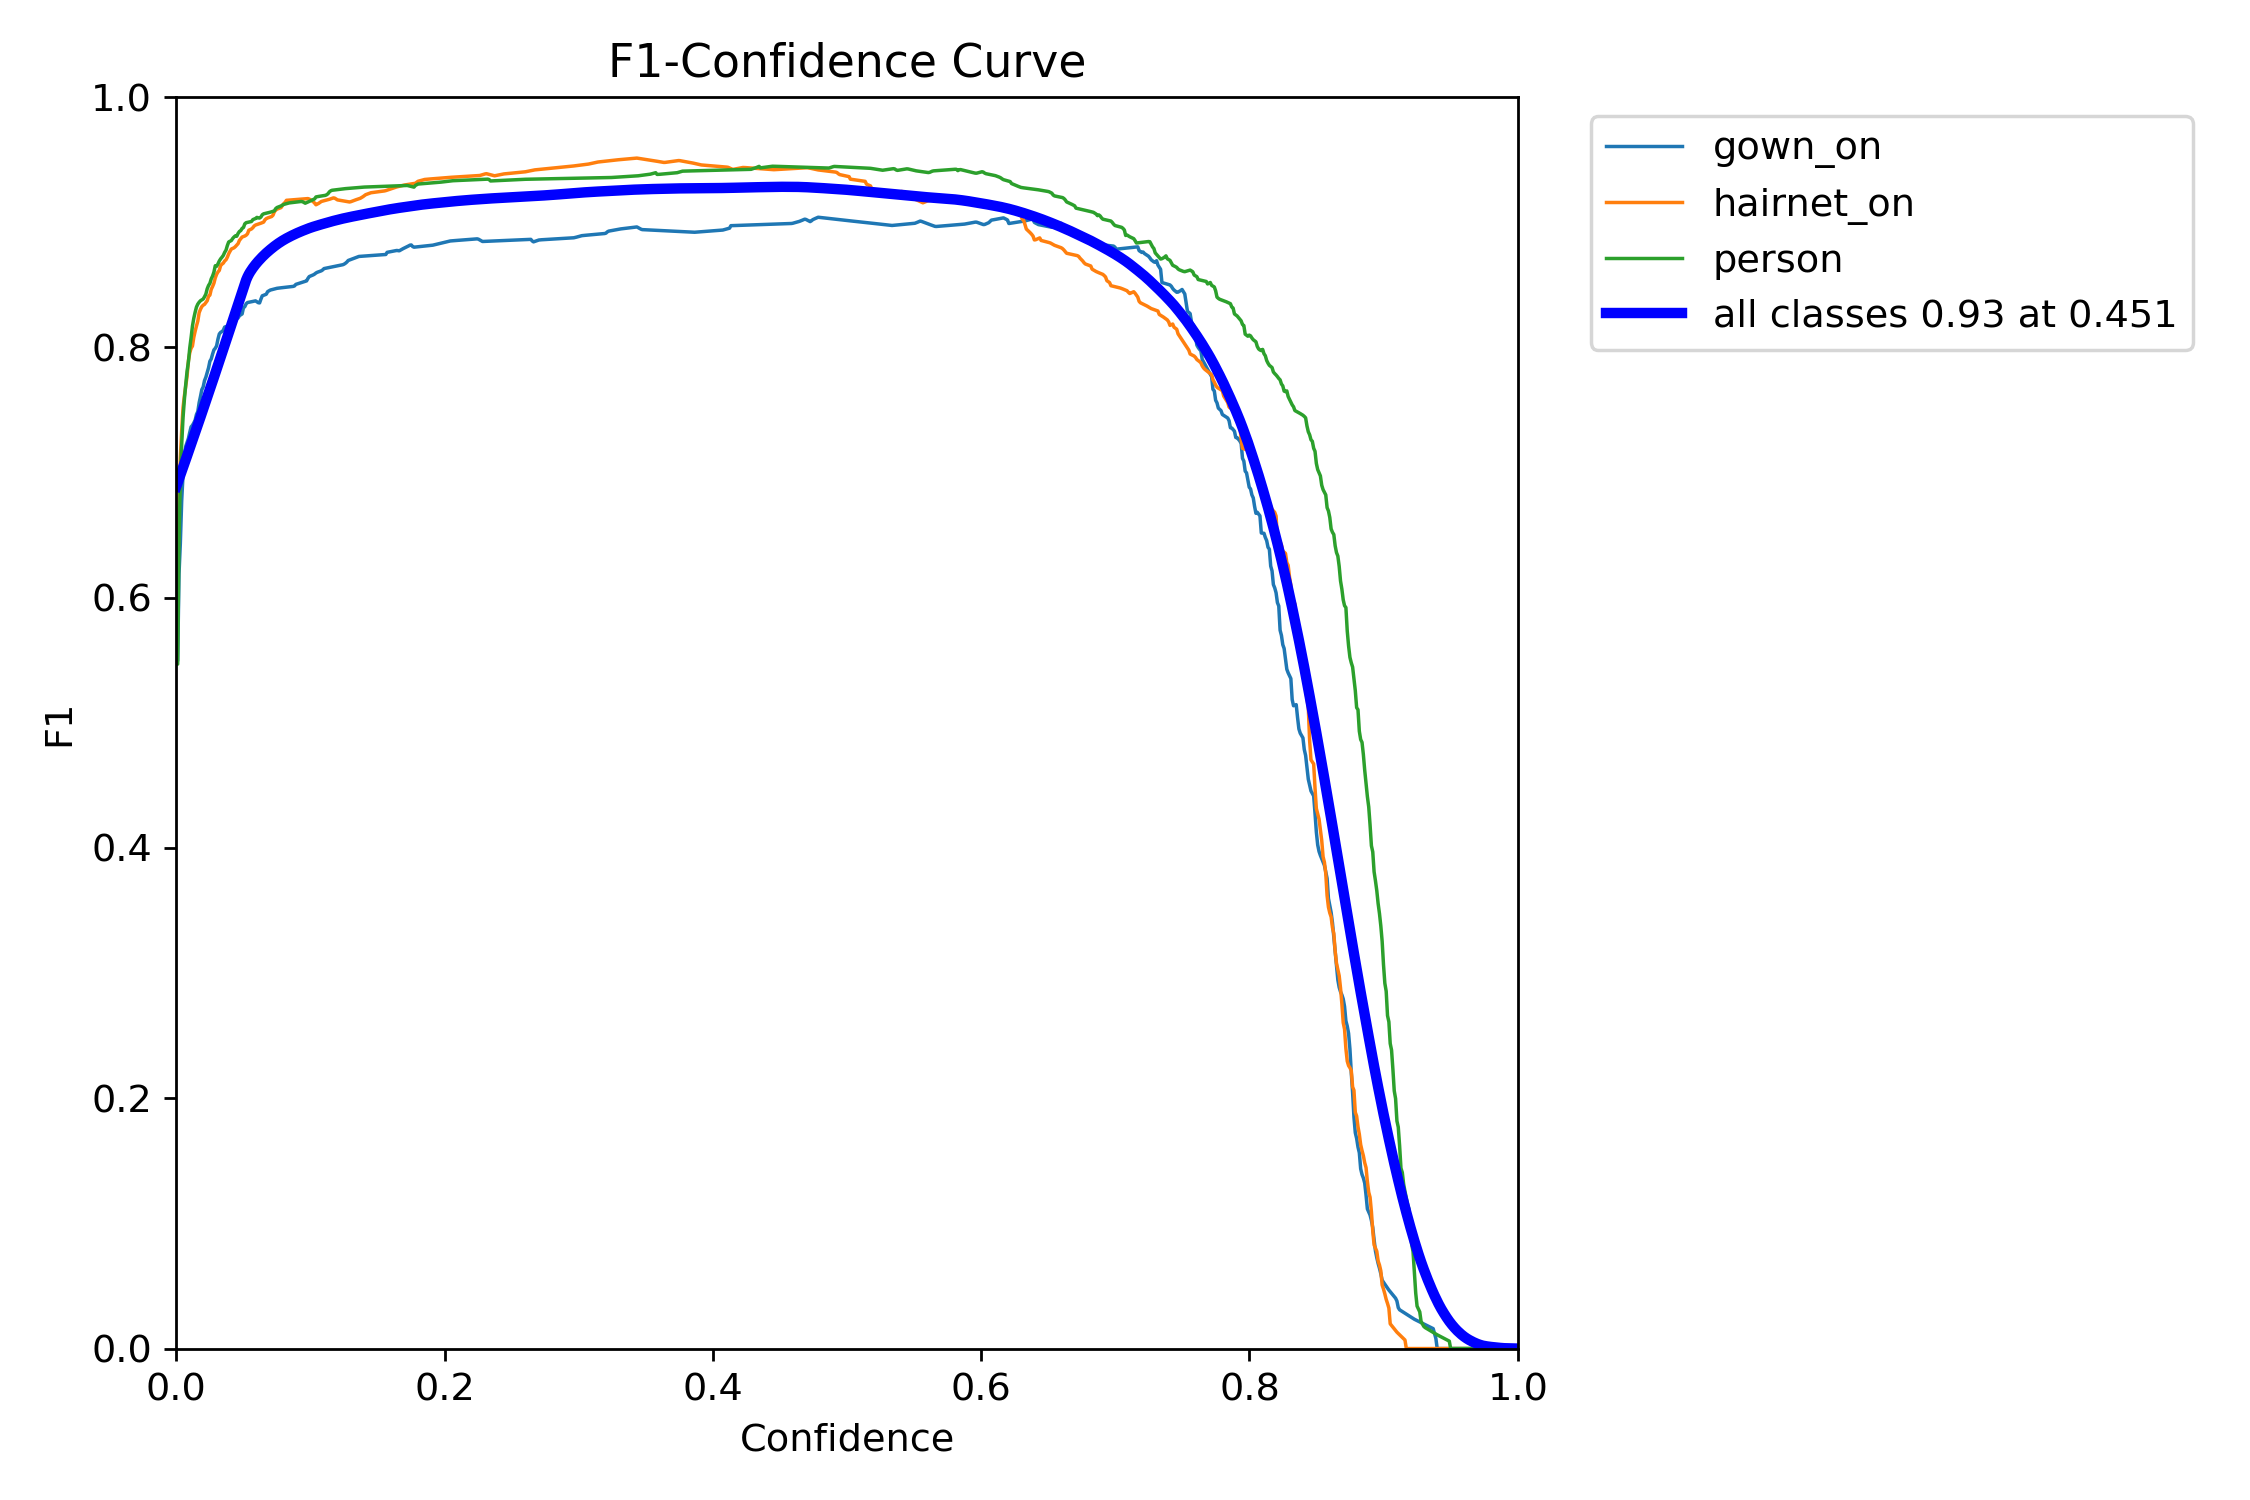 F1-Confidence Curve
1.0
0.8
0.6
0.4
0.2
0.0
F1
0.0 0.2 0.4 0.6 0.8 1.0
Confidence
gown_on
hairnet_on
person
all classes 0.93 at 0.451